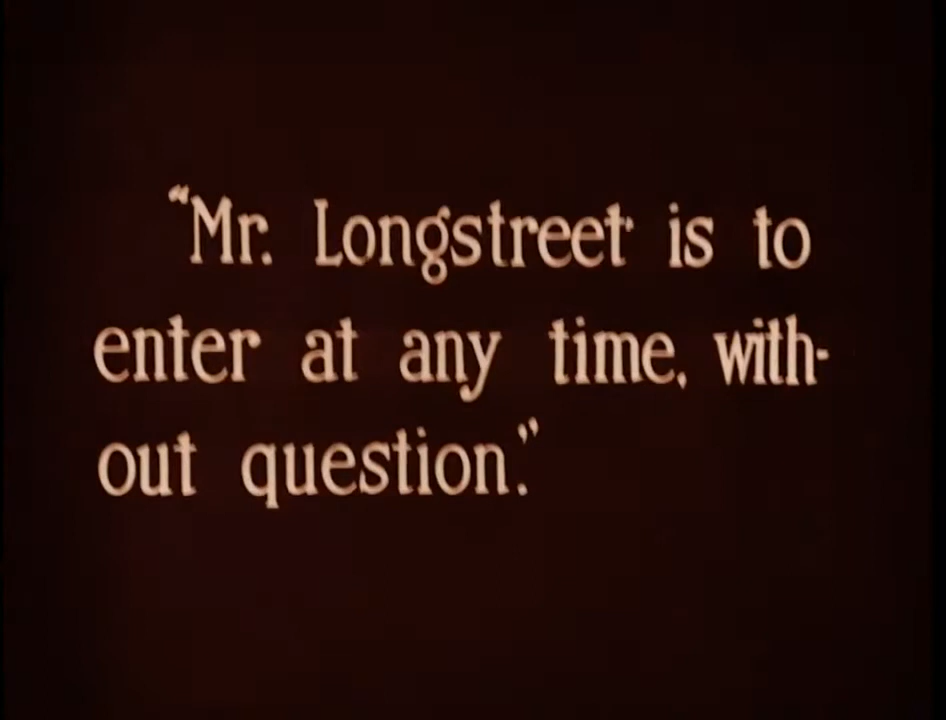 “Mr. Longstreet is to
enter at any time, with-
out question.”